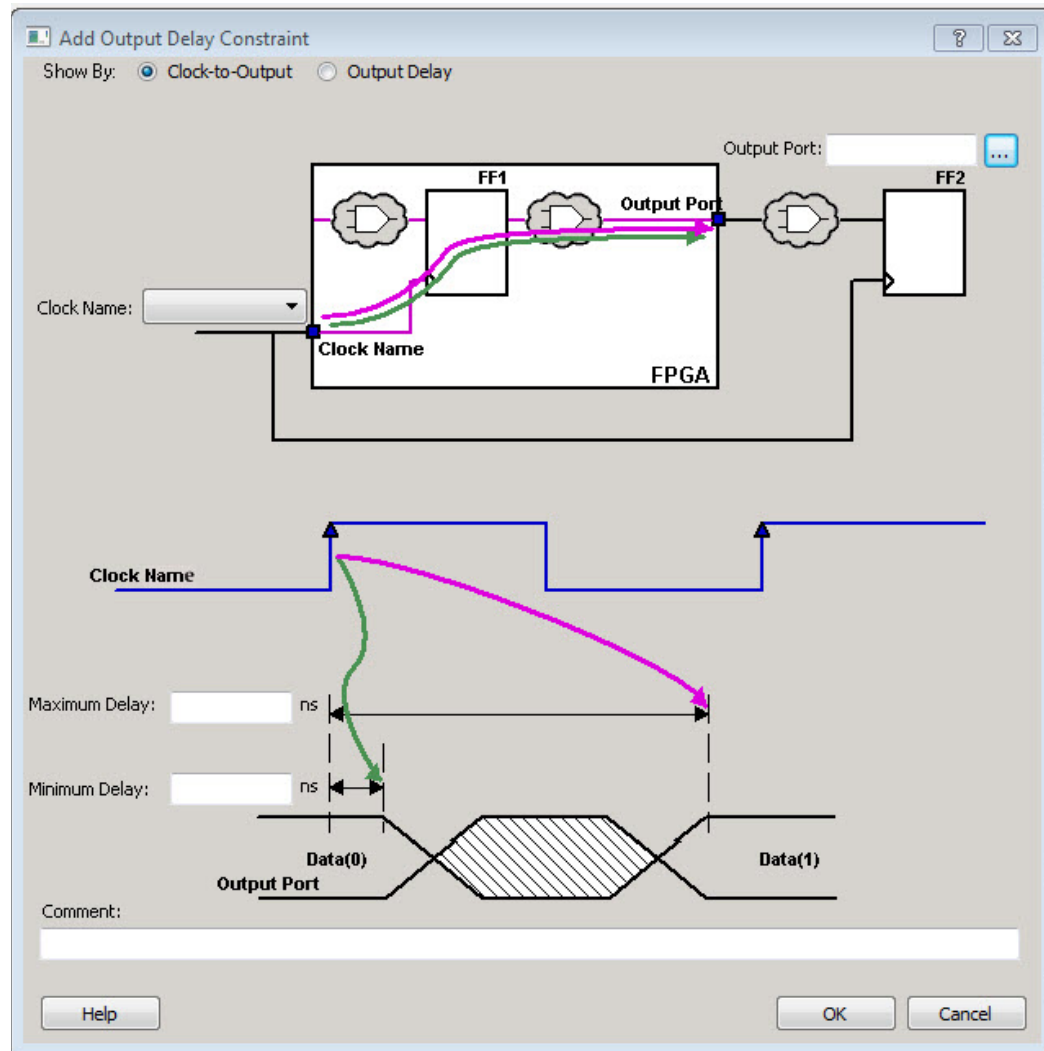 Add Output Delay Constraint
Show By: Clock-to-Output Output Delay
Output Port: ...
FF1
FF2
Output Port
Clock Name:
Clock Name
FPGA
Clock Name
Maximum Delay: ns
Minimum Delay: ns
Data(0)
Data(1)
Output Port
Comment:
Help
OK
Cancel